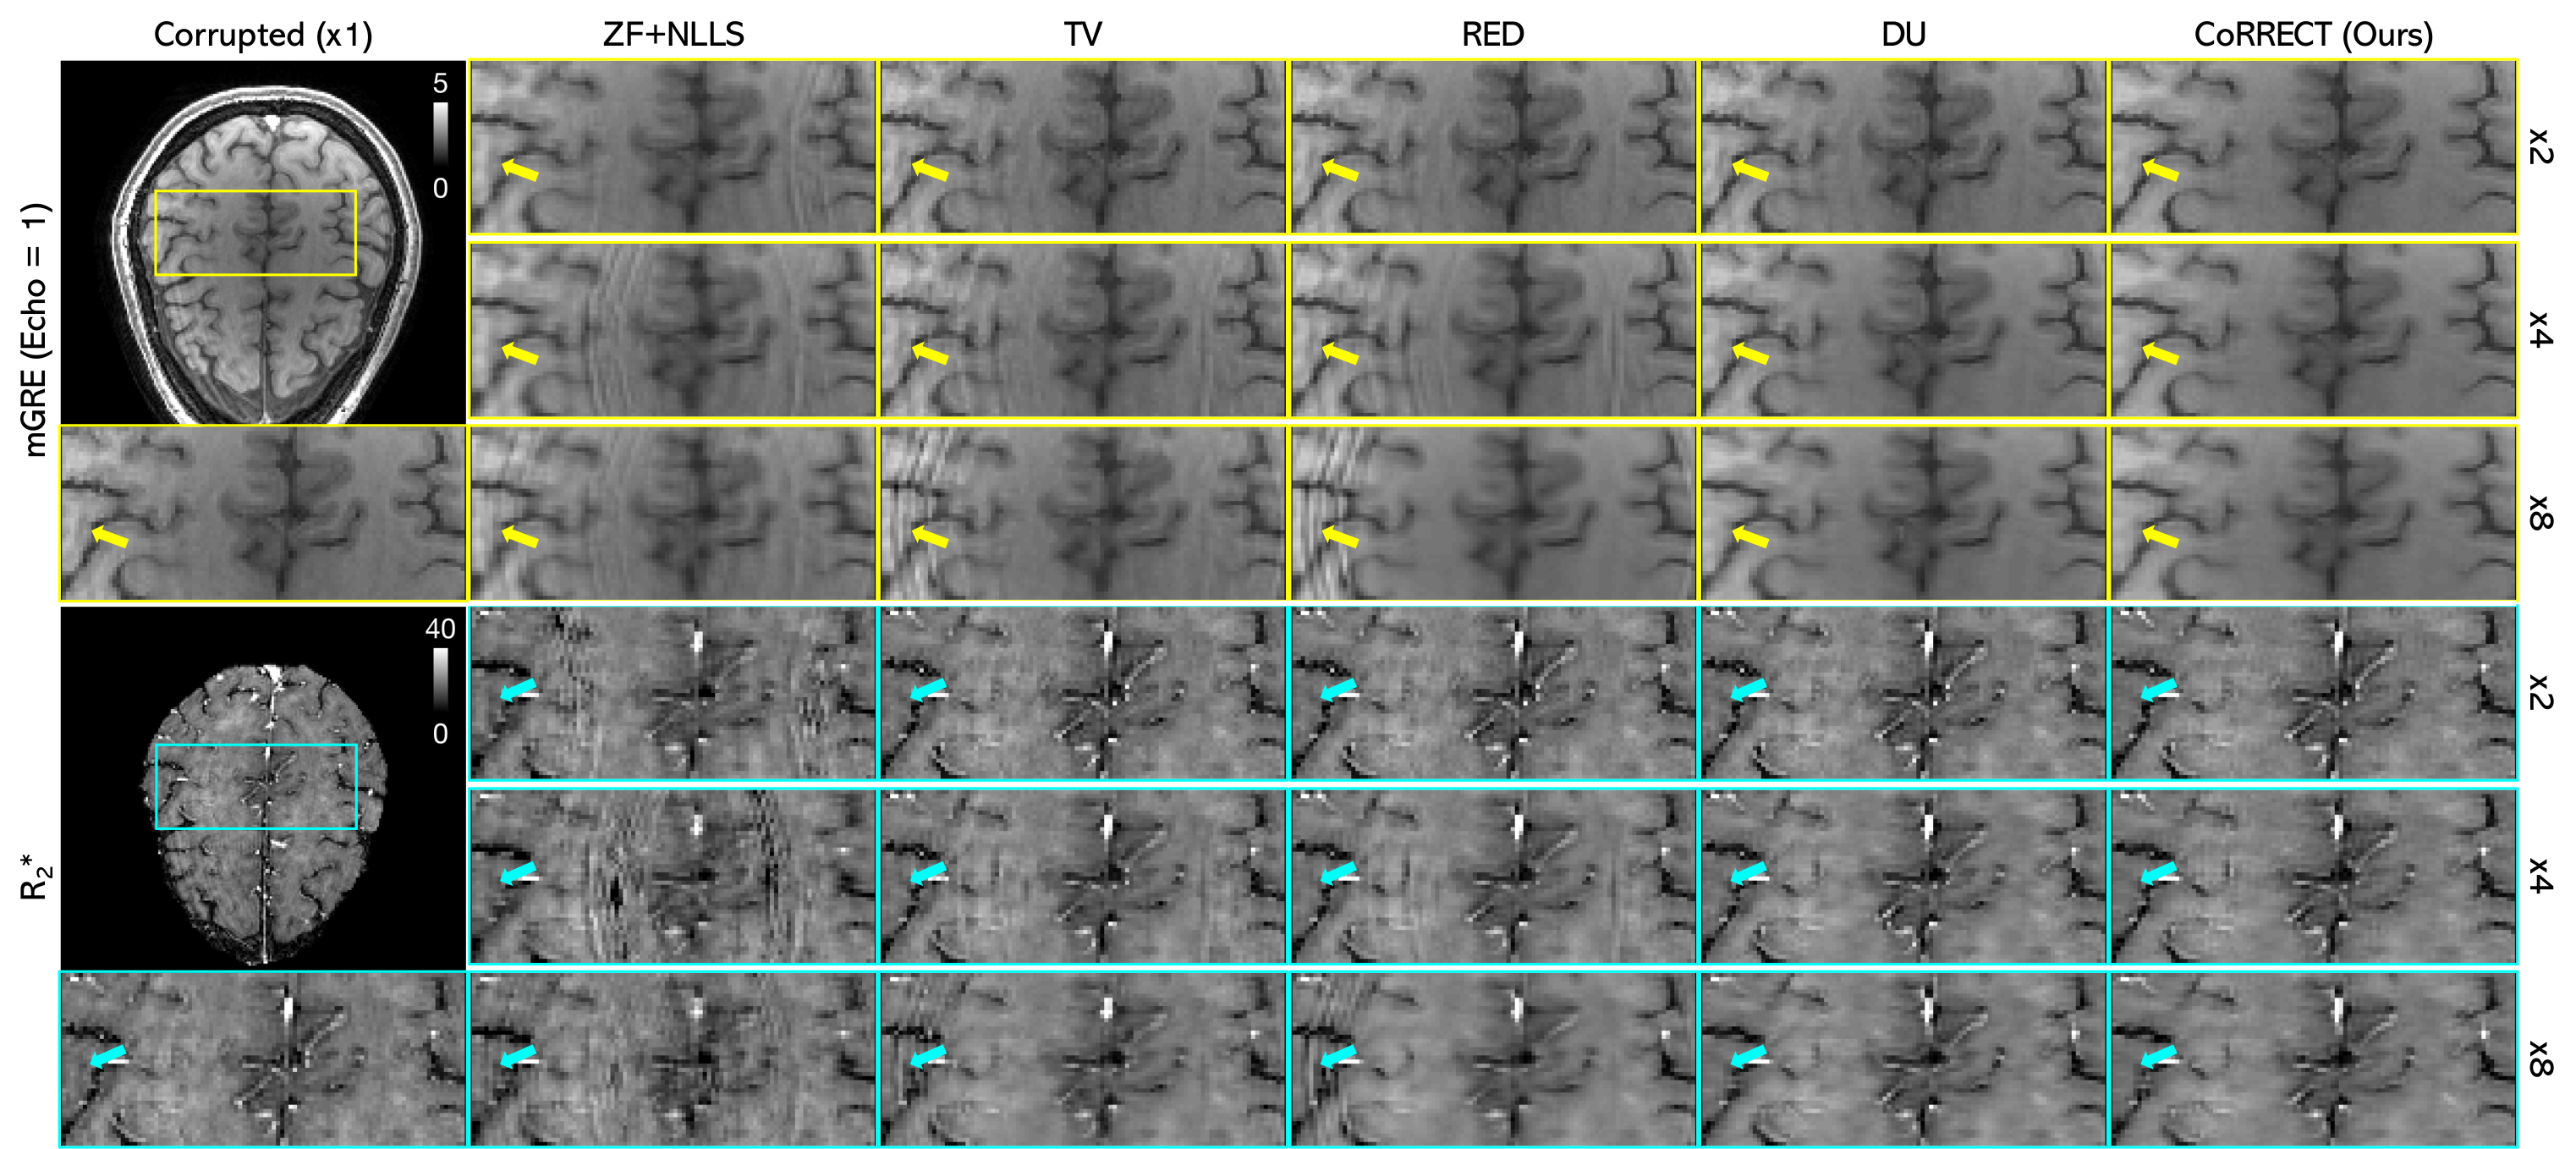 Corrupted (x1) ZF+NLLS TV RED DU CoRRECT (Ours)
mGRE (Echo = 1)
5
0
x2
x4
x8
R₂*
40
0
x2
x4
x8